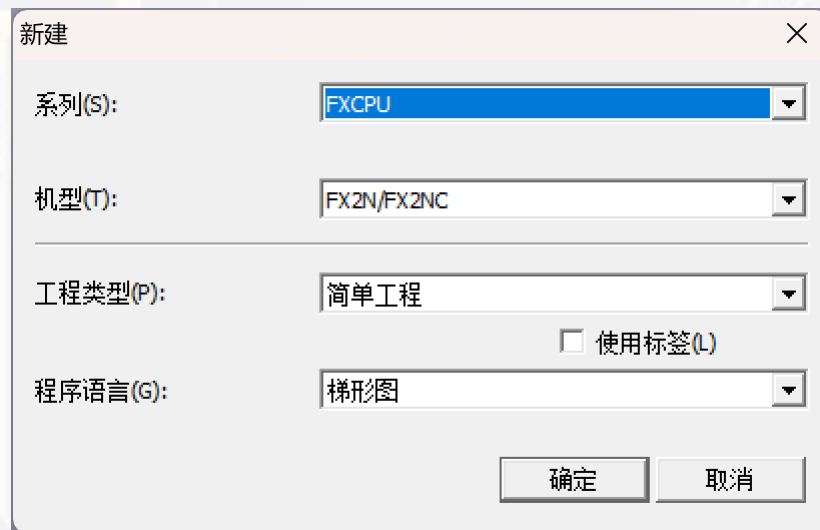 新建
系列(S):
FXCPU
机型(T):
FX2N/FX2NC
工程类型(P):
简单工程
使用标签(L)
程序语言(G):
梯形图
确定
取消